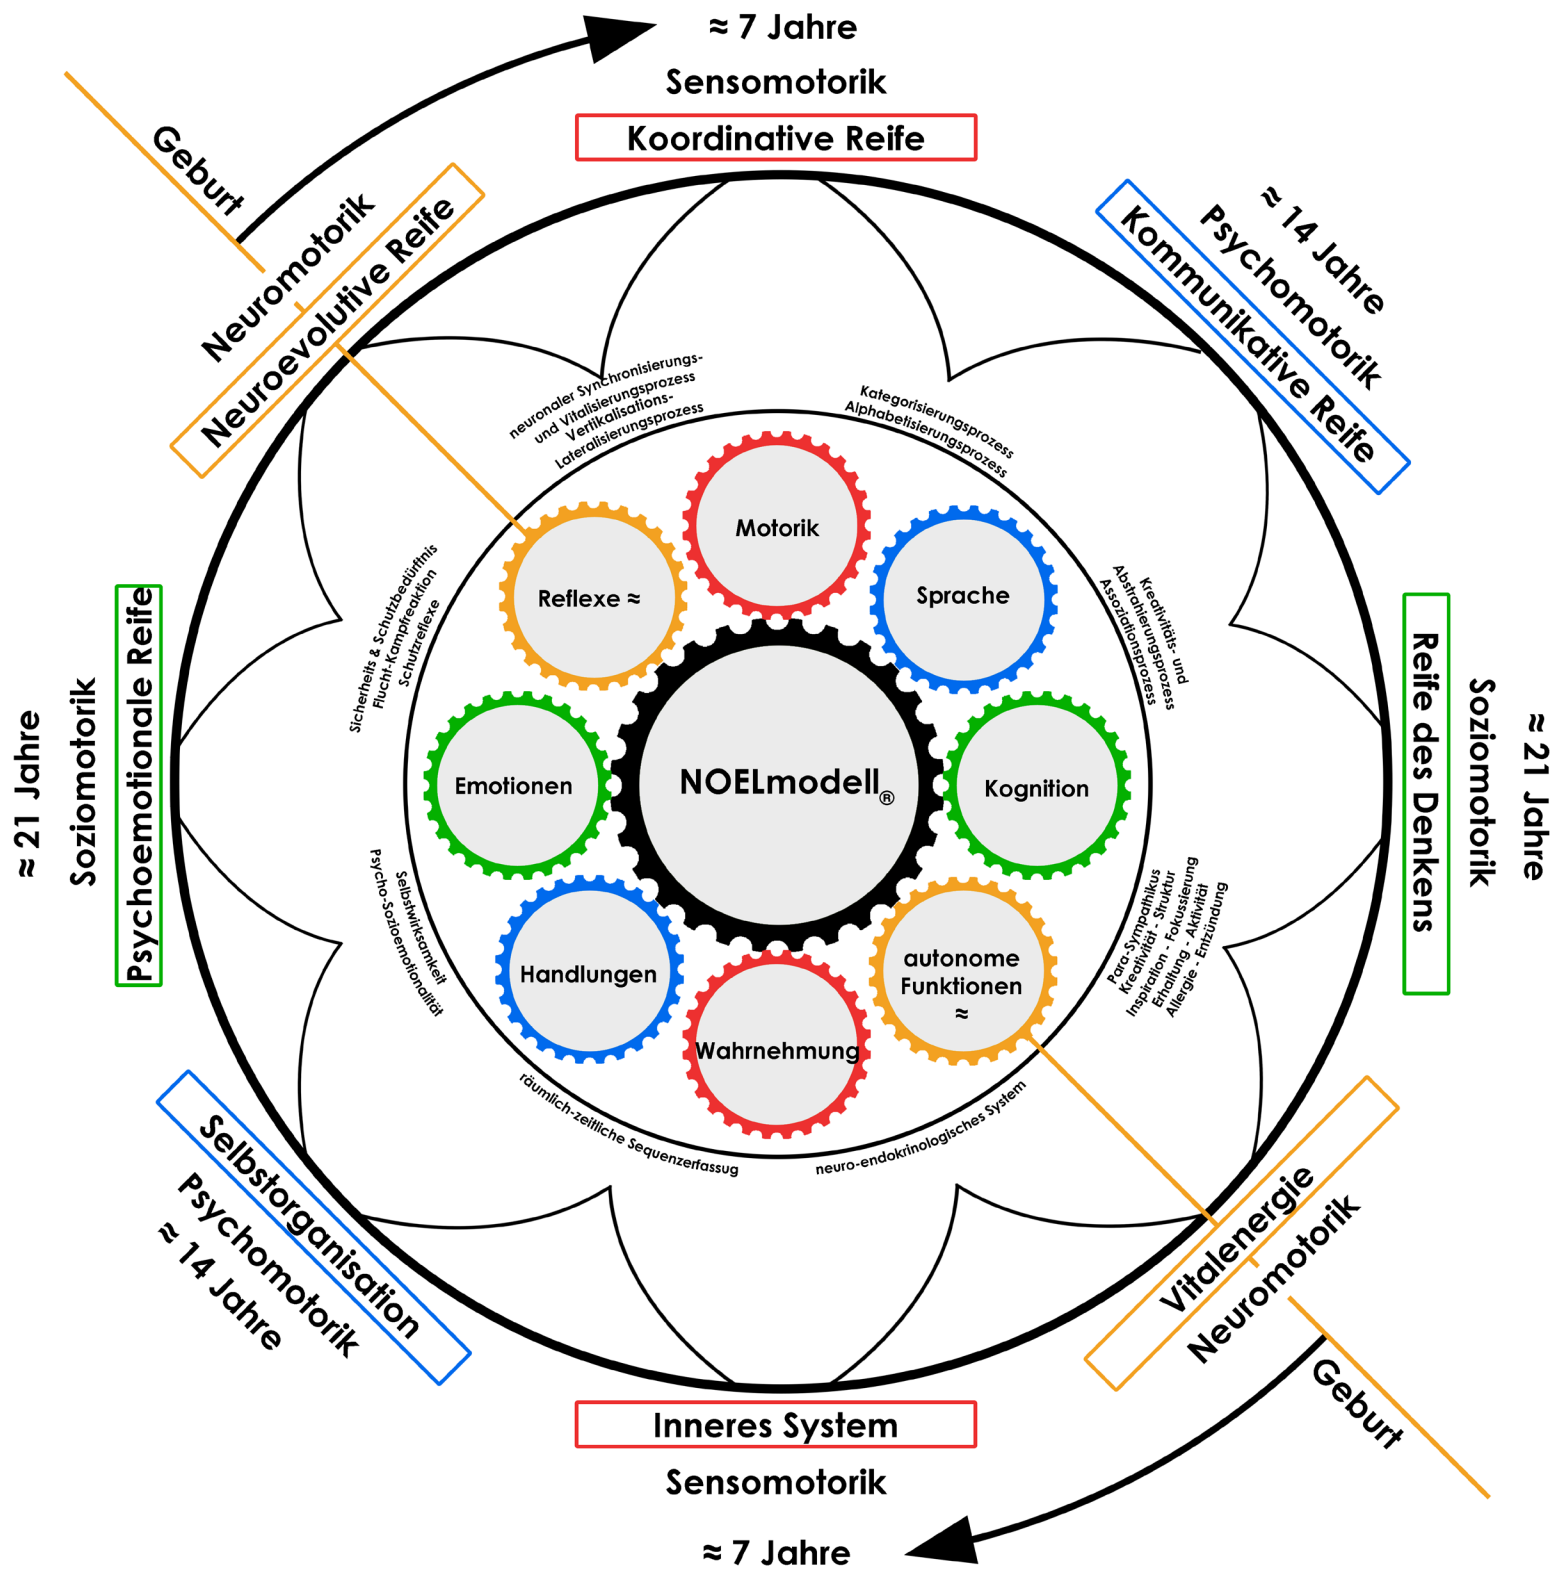 ≈ 7 Jahre
Sensomotorik
Koordinative Reife
Geburt
Neuromotorik
Neuroevolutive Reife
≈ 14 Jahre
Psychomotorik
Kommunikative Reife
neuronaler Synchronisierungs-
und Vitalisierungsprozess
Vertikalisations-
Lateralisierungsprozess
Kategorisierungsprozess
Alphabetisierungsprozess
Motorik
Reflexe ≈
Sprache
Sicherheits & Schutzbedürftnis
Flucht-Kampfreaktion
Schutzreflexe
Kreativitäts- und
Abstrahierungsprozess
Assoziationsprozess
≈ 21 Jahre
Soziomotorik
Psychoemotionale Reife
Emotionen
NOELmodell®
Kognition
Reife des Denkens
Soziomotorik
≈ 21 Jahre
Selbstwirksamkeit
Psycho-Sozioemotionalität
Handlungen
Wahrnehmung
autonome
Funktionen
≈
Para-Sympathikus
Kreativität - Struktur
Inspiration - Fokussierung
Erhaltung - Aktivität
Allergie - Entzündung
räumlich-zeitliche Sequenzerfassug
neuro-endokrinologisches System
Selbstorganisation
Psychomotorik
≈ 14 Jahre
Vitalenergie
Neuromotorik
Geburt
Inneres System
Sensomotorik
≈ 7 Jahre